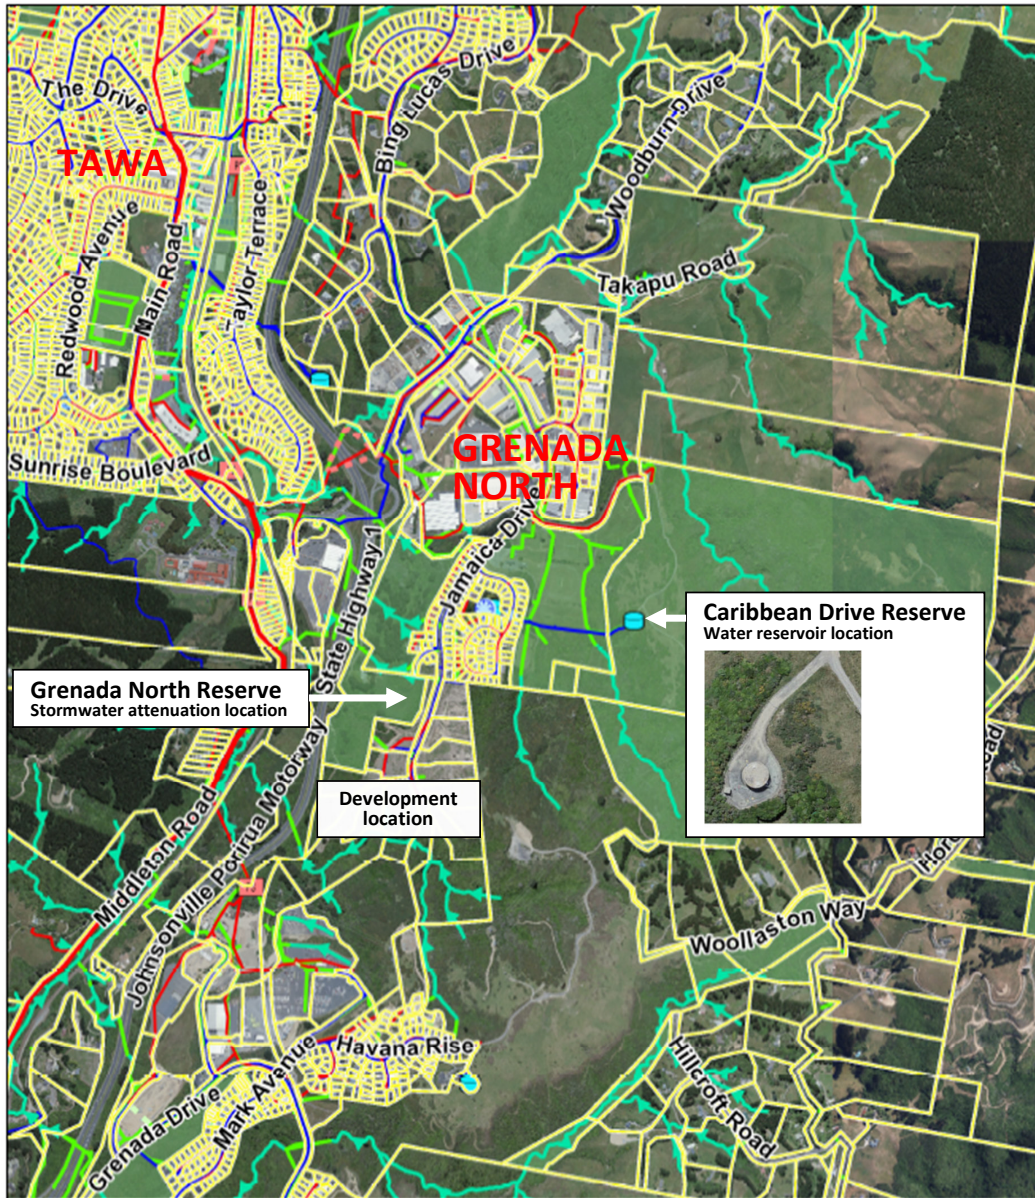 Bing Lucas Drive
The Drive
TAWA
Woodburn Drive
Taylor Terrace
Redwood Avenue
Main Road
Takapu Road
GRENADA
NORTH
Sunrise Boulevard
Jamaica Drive
State Highway 1
Caribbean Drive Reserve
Water reservoir location
Grenada North Reserve
Stormwater attenuation location
Development
location
Middleton Road
Johnsonville Porirua Motorway
Road
Woollaston Way
Havana Rise
Mark Avenue
Grenada Drive
Hillcroft Road